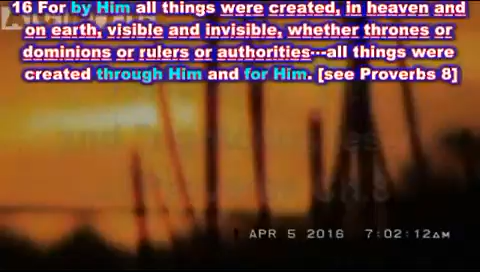 16 For by Him all things were created, in heaven and
on earth, visible and invisible, whether thrones or
dominions or rulers or authorities---all things were
created through Him and for Him. [see Proverbs 8]
APR 5 2016 7:02:12AM